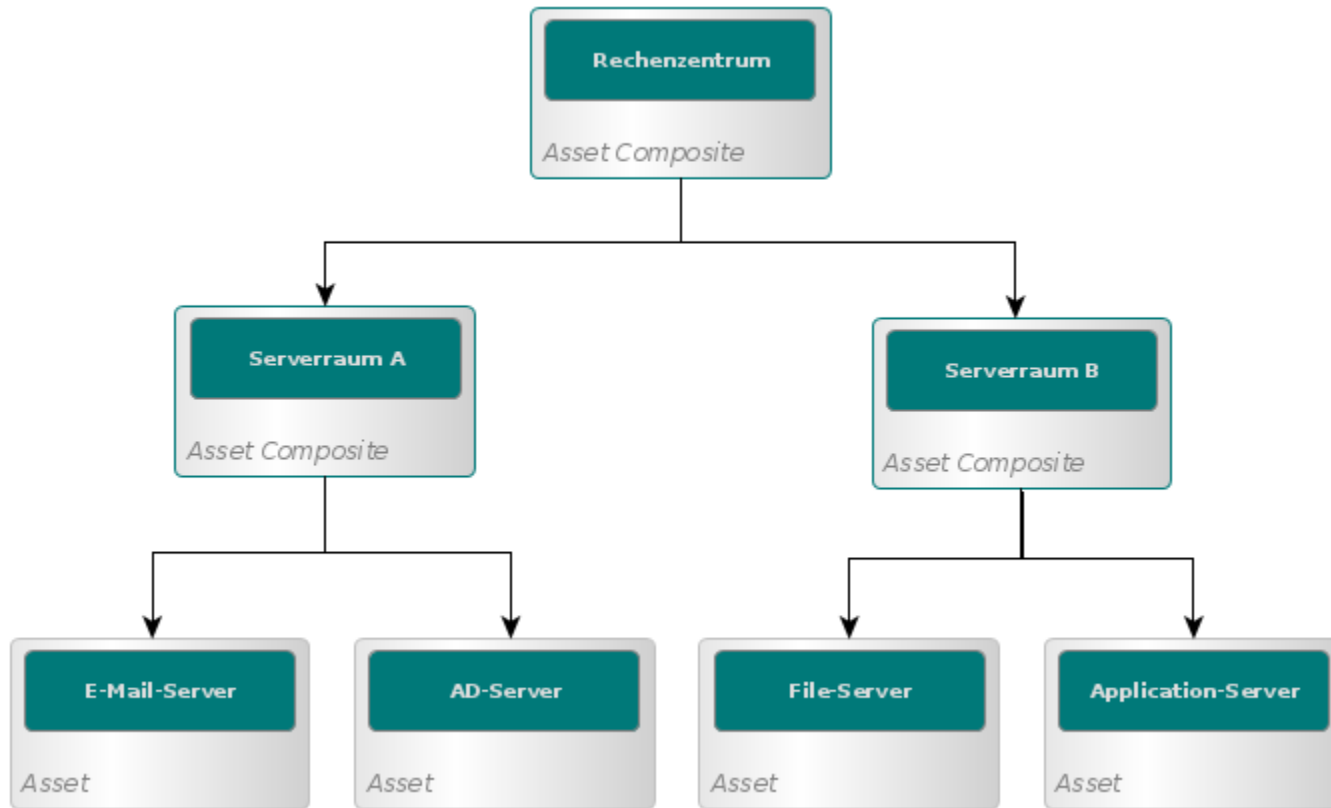 Rechenzentrum
Asset Composite
Serverraum A
Asset Composite
Serverraum B
Asset Composite
E-Mail-Server
Asset
AD-Server
Asset
File-Server
Asset
Application-Server
Asset